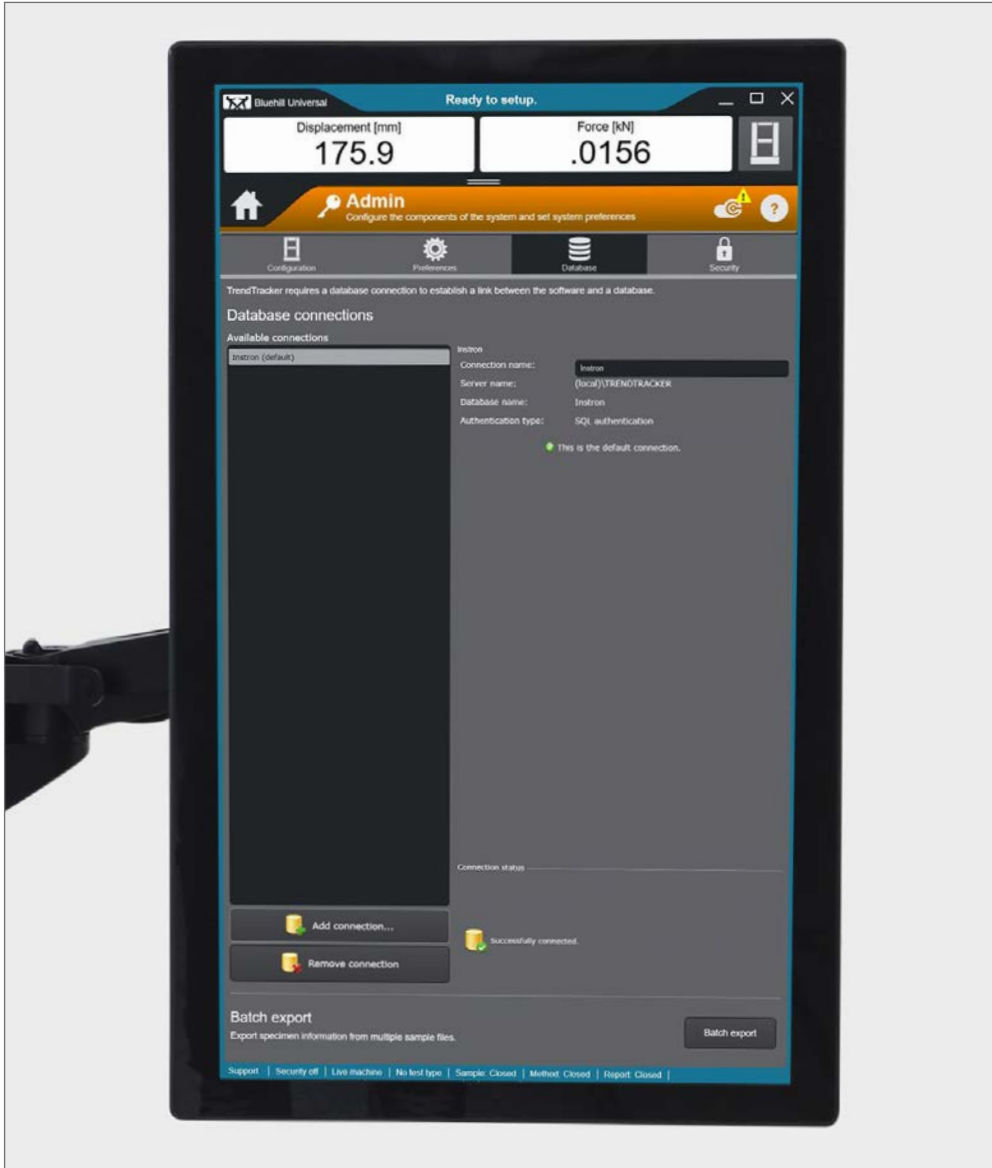 Bluehill Universal
Ready to setup.
Displacement [mm]
175.9
Force [kN]
.0156
Admin
Configure the components of the system and set system preferences
?
Configuration
Preferences
Database
Security
TrendTracker requires a database connection to establish a link between the software and a database.
Database connections
Available connections
Instron (default)
Instron
Connection name: Instron
Server name: (local)\TRENDTRACKER
Database name: Instron
Authentication type: SQL authentication
This is the default connection.
Connection status
Successfully connected.
Add connection...
Remove connection
Batch export
Export specimen information from multiple sample files.
Batch export
Support | Security off | Live machine | No test type | Sample: Closed | Method: Closed | Report: Closed |